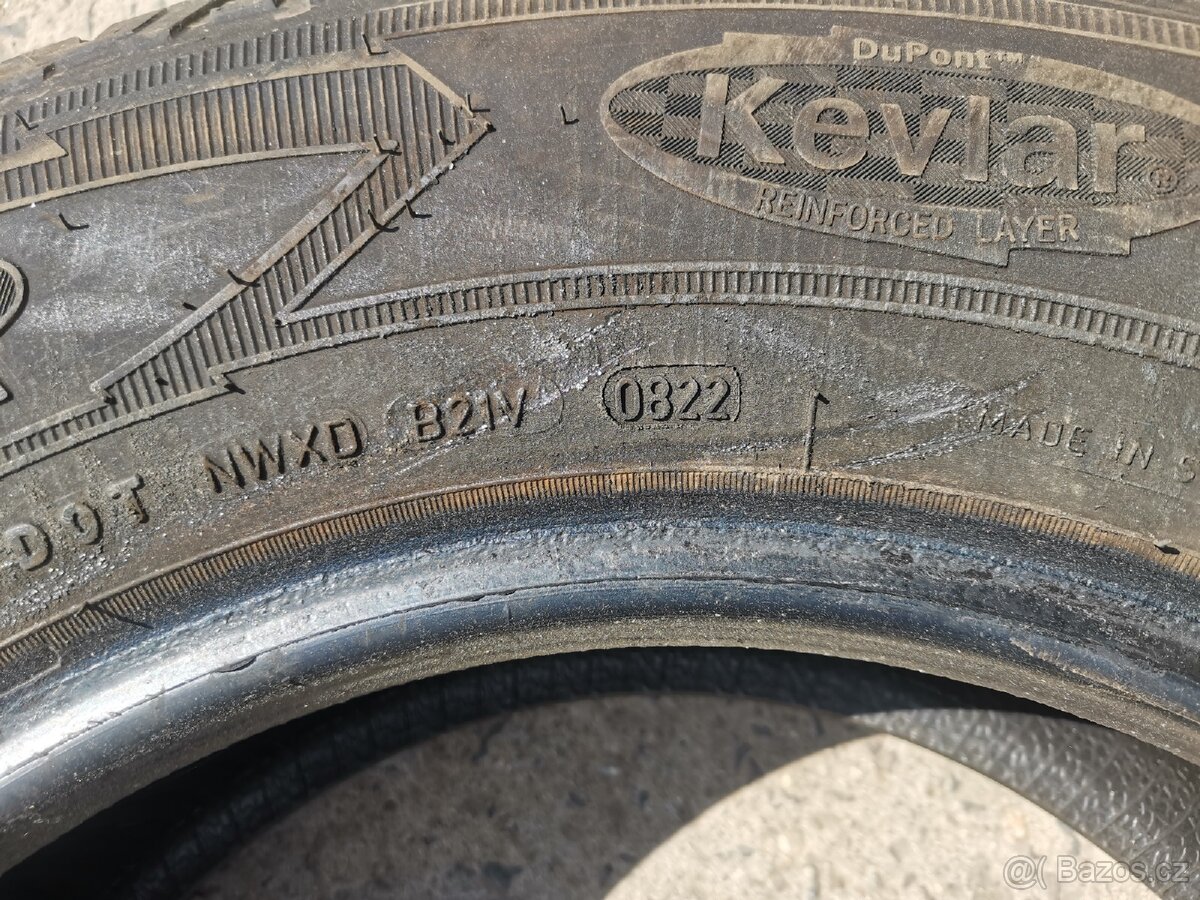 DuPont™
Kevlar®
REINFORCED LAYER
DOT NWXD B21V 0822
MADE IN
@( Bazos.cz